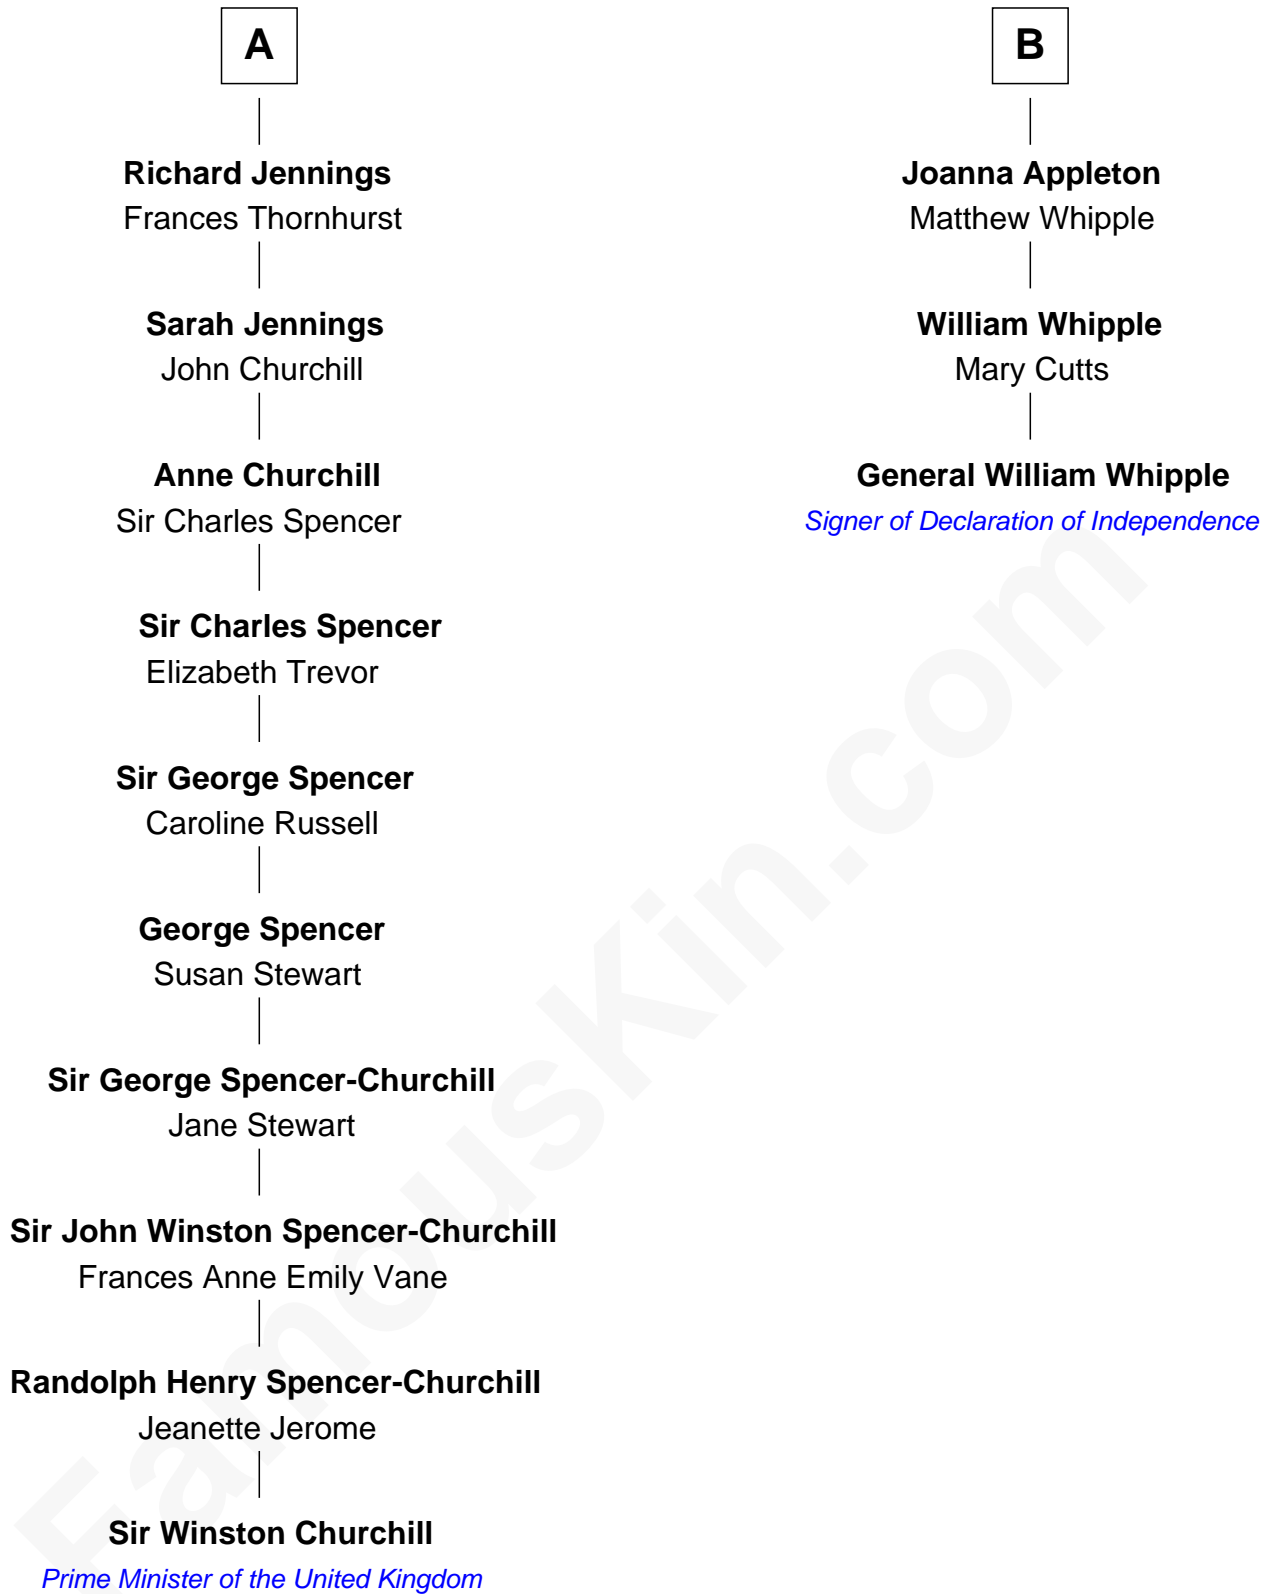 A
Richard Jennings
Frances Thornhurst
Sarah Jennings
John Churchill
Anne Churchill
Sir Charles Spencer
Sir Charles Spencer
Elizabeth Trevor
Sir George Spencer
Caroline Russell
George Spencer
Susan Stewart
Sir George Spencer-Churchill
Jane Stewart
Sir John Winston Spencer-Churchill
Frances Anne Emily Vane
Randolph Henry Spencer-Churchill
Jeanette Jerome
Sir Winston Churchill
Prime Minister of the United Kingdom
B
Joanna Appleton
Matthew Whipple
William Whipple
Mary Cutts
General William Whipple
Signer of Declaration of Independence
FamousKin.com